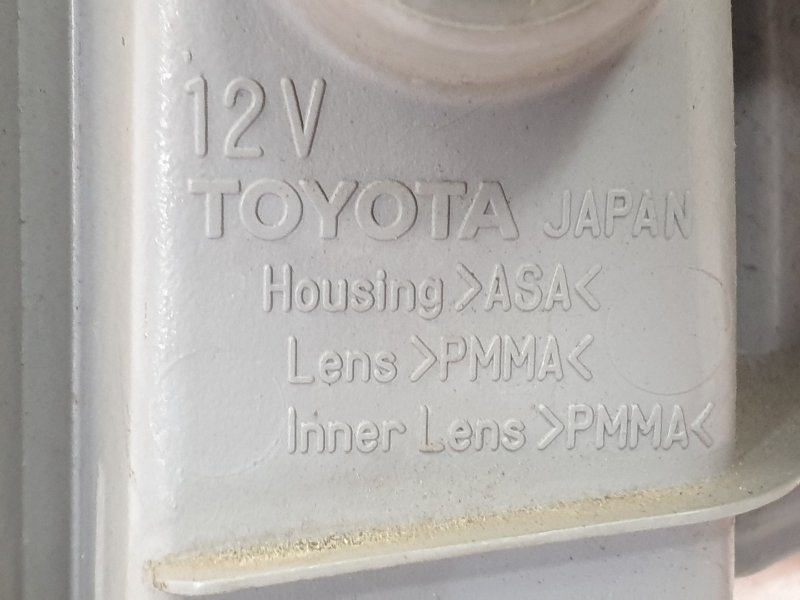 12V
TOYOTA JAPAN
Housing >ASA<
Lens >PMMA<
Inner Lens >PMMA<